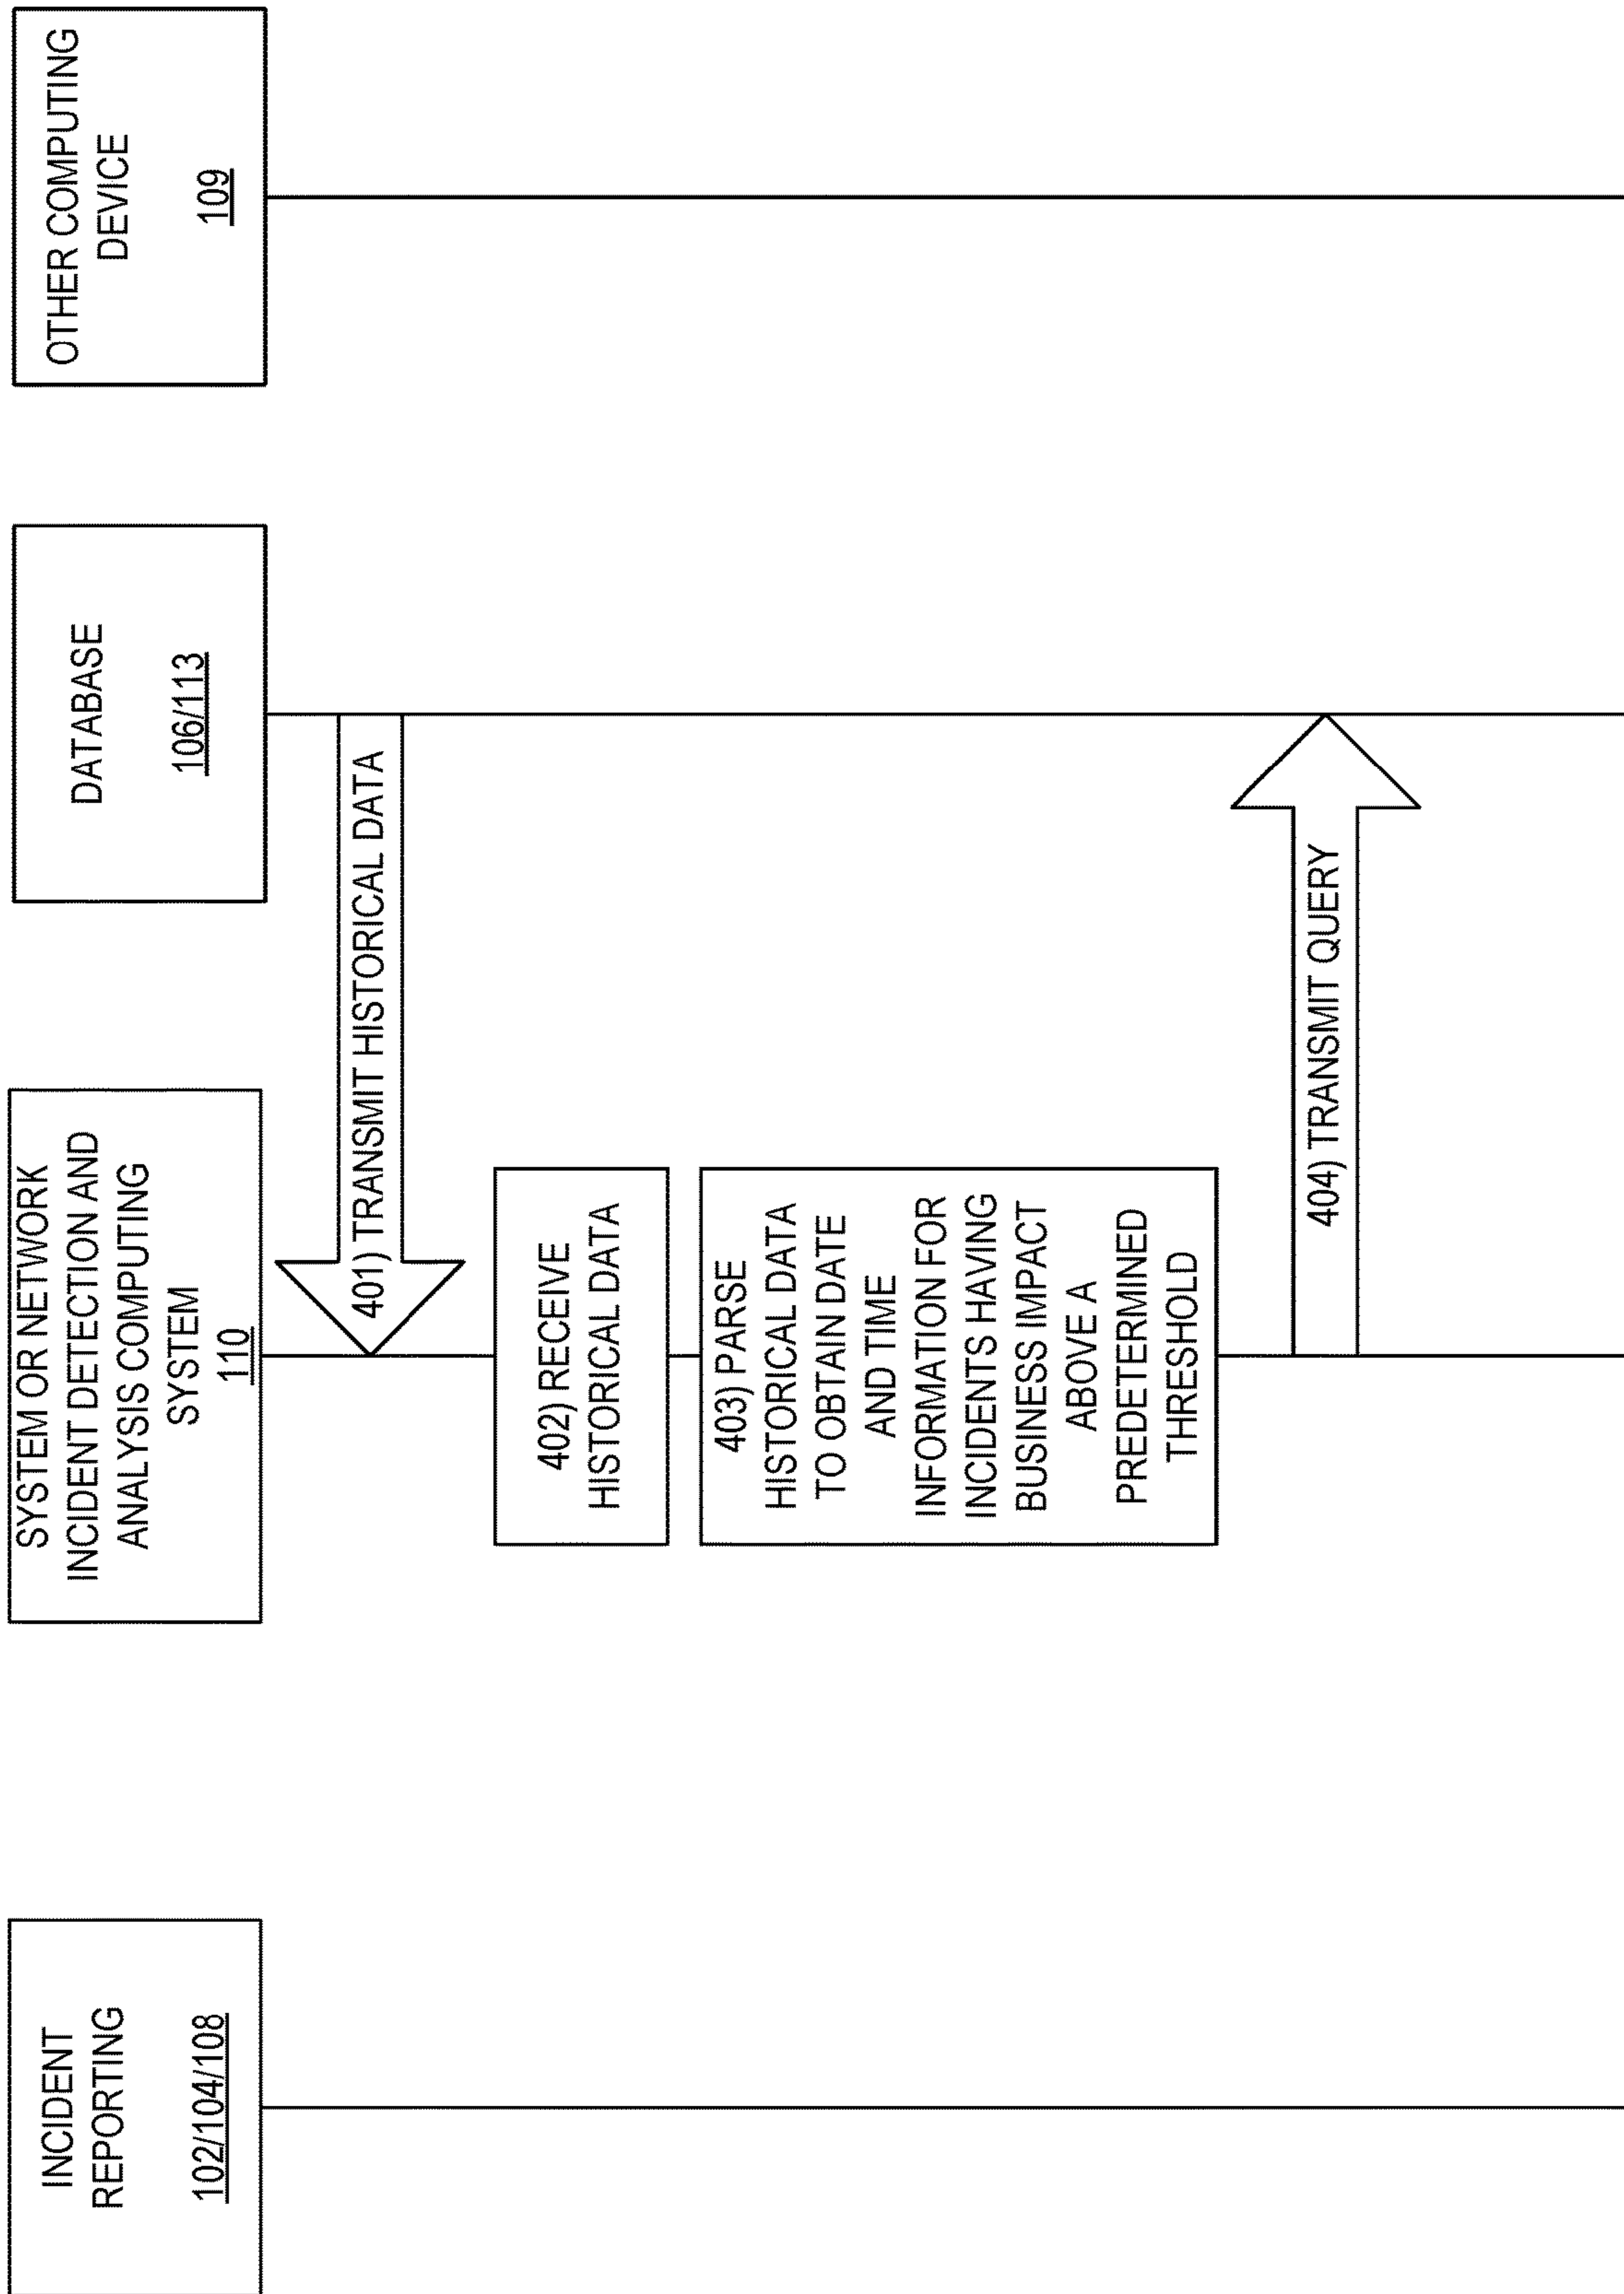 INCIDENT
REPORTING
102/104/108
SYSTEM OR NETWORK
INCIDENT DETECTION AND
ANALYSIS COMPUTING
SYSTEM
110
DATABASE
106/113
OTHER COMPUTING
DEVICE
109
401) TRANSMIT HISTORICAL DATA
402) RECEIVE
HISTORICAL DATA
403) PARSE
HISTORICAL DATA
TO OBTAIN DATE
AND TIME
INFORMATION FOR
INCIDENTS HAVING
BUSINESS IMPACT
ABOVE A
PREDETERMINED
THRESHOLD
404) TRANSMIT QUERY